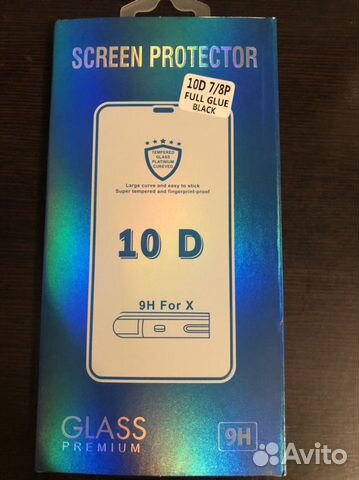 SCREEN PROTECTOR
10D 7/8P
FULL GLUE
BLACK
TEMPERED
GLASS
PLATINUM
CUREVED
Large curve and easy to stick
Super tempered and fingerprint-proof
10 D
9H For X
GLASS
PREMIUM
9H
Avito